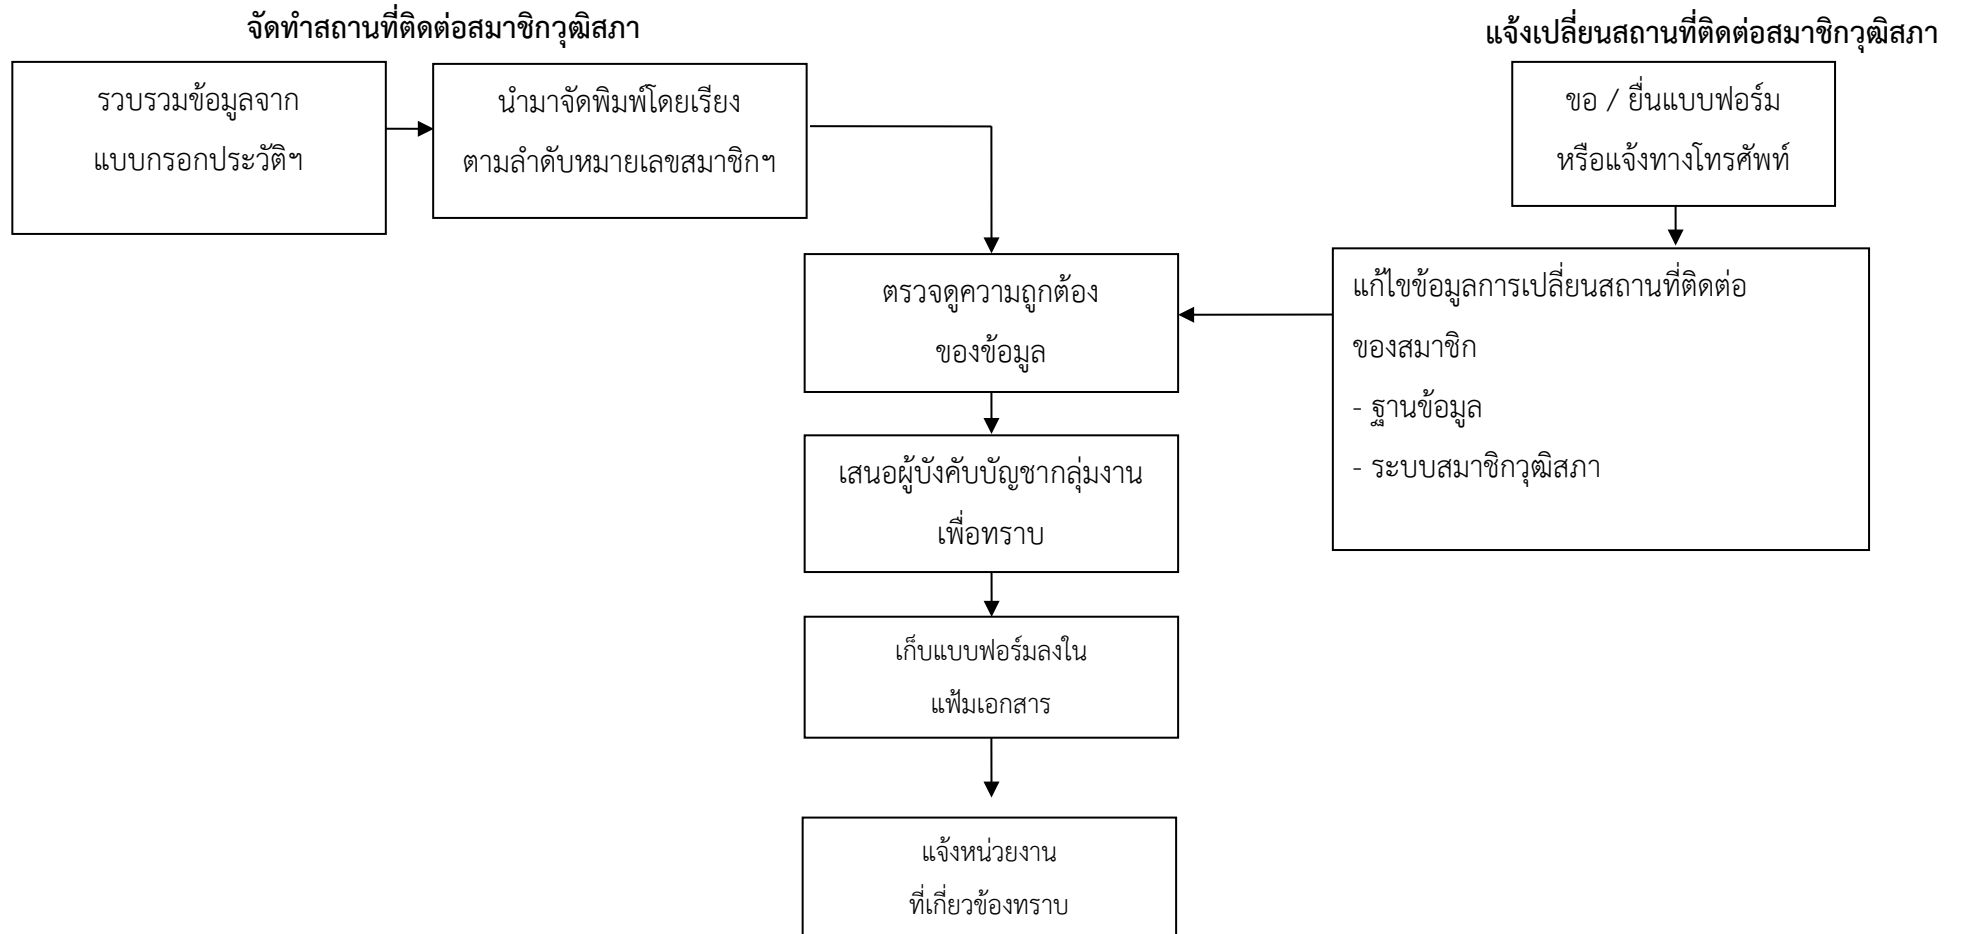 จัดทำสถานที่ติดต่อสมาชิกวุฒิสภา
รวบรวมข้อมูลจาก
แบบกรอกประวัติฯ
นำมาจัดพิมพ์โดยเรียง
ตามลำดับหมายเลขสมาชิกฯ
แจ้งเปลี่ยนสถานที่ติดต่อสมาชิกวุฒิสภา
ขอ / ยื่นแบบฟอร์ม
หรือแจ้งทางโทรศัพท์
แก้ไขข้อมูลการเปลี่ยนสถานที่ติดต่อ
ของสมาชิก
- ฐานข้อมูล
- ระบบสมาชิกวุฒิสภา
ตรวจดูความถูกต้อง
ของข้อมูล
เสนอผู้บังคับบัญชากลุ่มงาน
เพื่อทราบ
เก็บแบบฟอร์มลงใน
แฟ้มเอกสาร
แจ้งหน่วยงาน
ที่เกี่ยวข้องทราบ